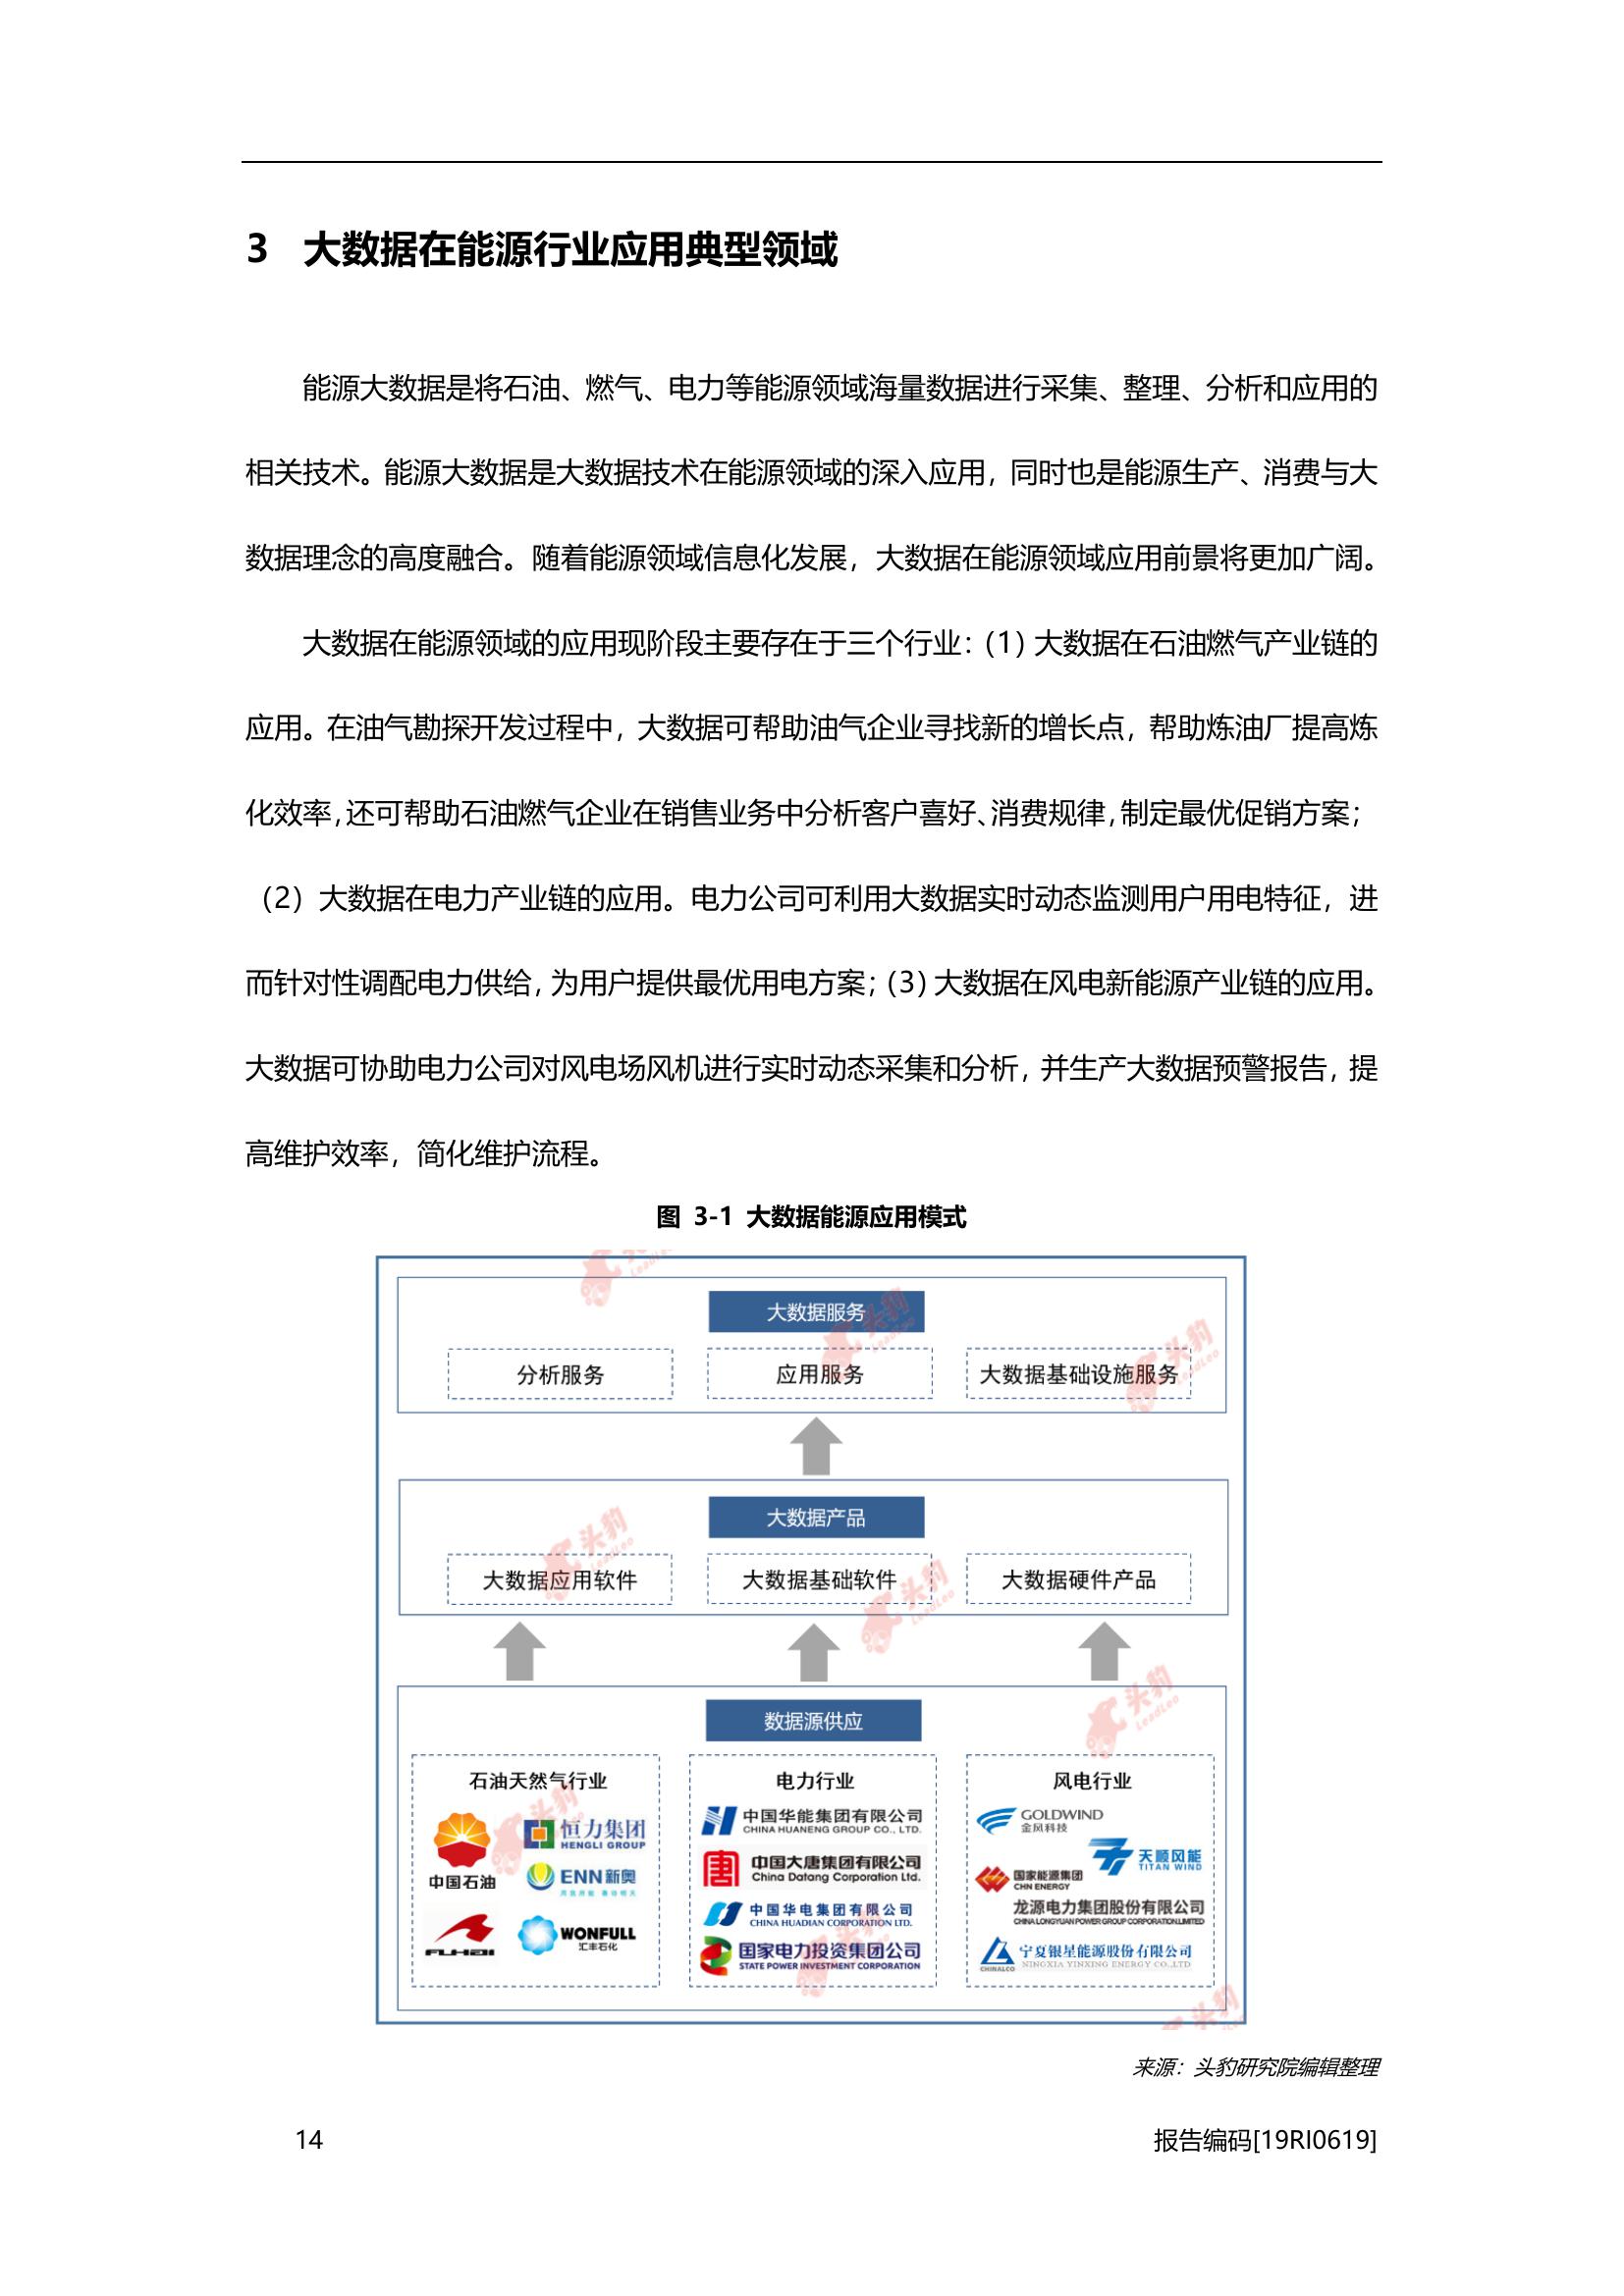 3 大数据在能源行业应用典型领域
能源大数据是将石油、燃气、电力等能源领域海量数据进行采集、整理、分析和应用的
相关技术。能源大数据是大数据技术在能源领域的深入应用，同时也是能源生产、消费与大
数据理念的高度融合。随着能源领域信息化发展，大数据在能源领域应用前景将更加广阔。
大数据在能源领域的应用现阶段主要存在于三个行业：（1）大数据在石油燃气产业链的
应用。在油气勘探开发过程中，大数据可帮助油气企业寻找新的增长点，帮助炼油厂提高炼
化效率，还可帮助石油燃气企业在销售业务中分析客户喜好、消费规律，制定最优促销方案；
（2）大数据在电力产业链的应用。电力公司可利用大数据实时动态监测用户用电特征，进
而针对性调配电力供给，为用户提供最优用电方案；（3）大数据在风电新能源产业链的应用。
大数据可协助电力公司对风电场风机进行实时动态采集和分析，并生产大数据预警报告，提
高维护效率，简化维护流程。
图 3-1 大数据能源应用模式
大数据服务
分析服务
应用服务
大数据基础设施服务
大数据产品
大数据应用软件
大数据基础软件
大数据硬件产品
数据源供应
石油天然气行业
中国石油
恒力集团
HENGLI GROUP
ENN新奥
FUHAI
WONFULL
汇丰石化
电力行业
中国华能集团有限公司
CHINA HUANENG GROUP CO., LTD.
中国大唐集团有限公司
China Datang Corporation Ltd.
中国华电集团有限公司
CHINA HUADIAN CORPORATION LTD.
国家电力投资集团公司
STATE POWER INVESTMENT CORPORATION
风电行业
GOLDWIND
金风科技
天顺风能
TITAN WIND
国家能源集团
CHN ENERGY
龙源电力集团股份有限公司
CHINA LONGYUAN POWER GROUP CORPORATION LIMITED
宁夏银星能源股份有限公司
NINGXIA YINXING ENERGY CO.,LTD
CHINALCO
头豹
LeadLeo
来源：头豹研究院编辑整理
14
报告编码[19RI0619]